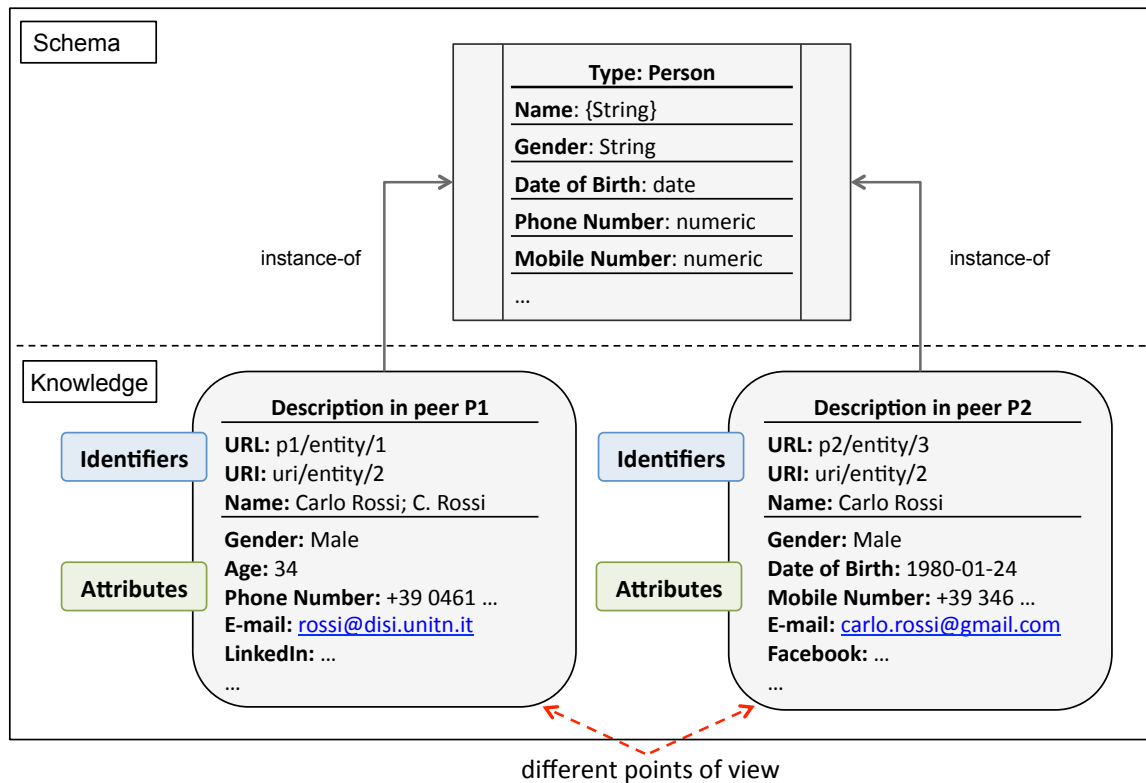 Schema
Type: Person
Name: {String}
Gender: String
Date of Birth: date
Phone Number: numeric
Mobile Number: numeric
...
instance-of
instance-of
Knowledge
Description in peer P1
Identifiers
URL: p1/entity/1
URI: uri/entity/2
Name: Carlo Rossi; C. Rossi
Attributes
Gender: Male
Age: 34
Phone Number: +39 0461 ...
E-mail: rossi@disi.unitn.it
LinkedIn: ...
...
Description in peer P2
Identifiers
URL: p2/entity/3
URI: uri/entity/2
Name: Carlo Rossi
Attributes
Gender: Male
Date of Birth: 1980-01-24
Mobile Number: +39 346 ...
E-mail: carlo.rossi@gmail.com
Facebook: ...
...
different points of view